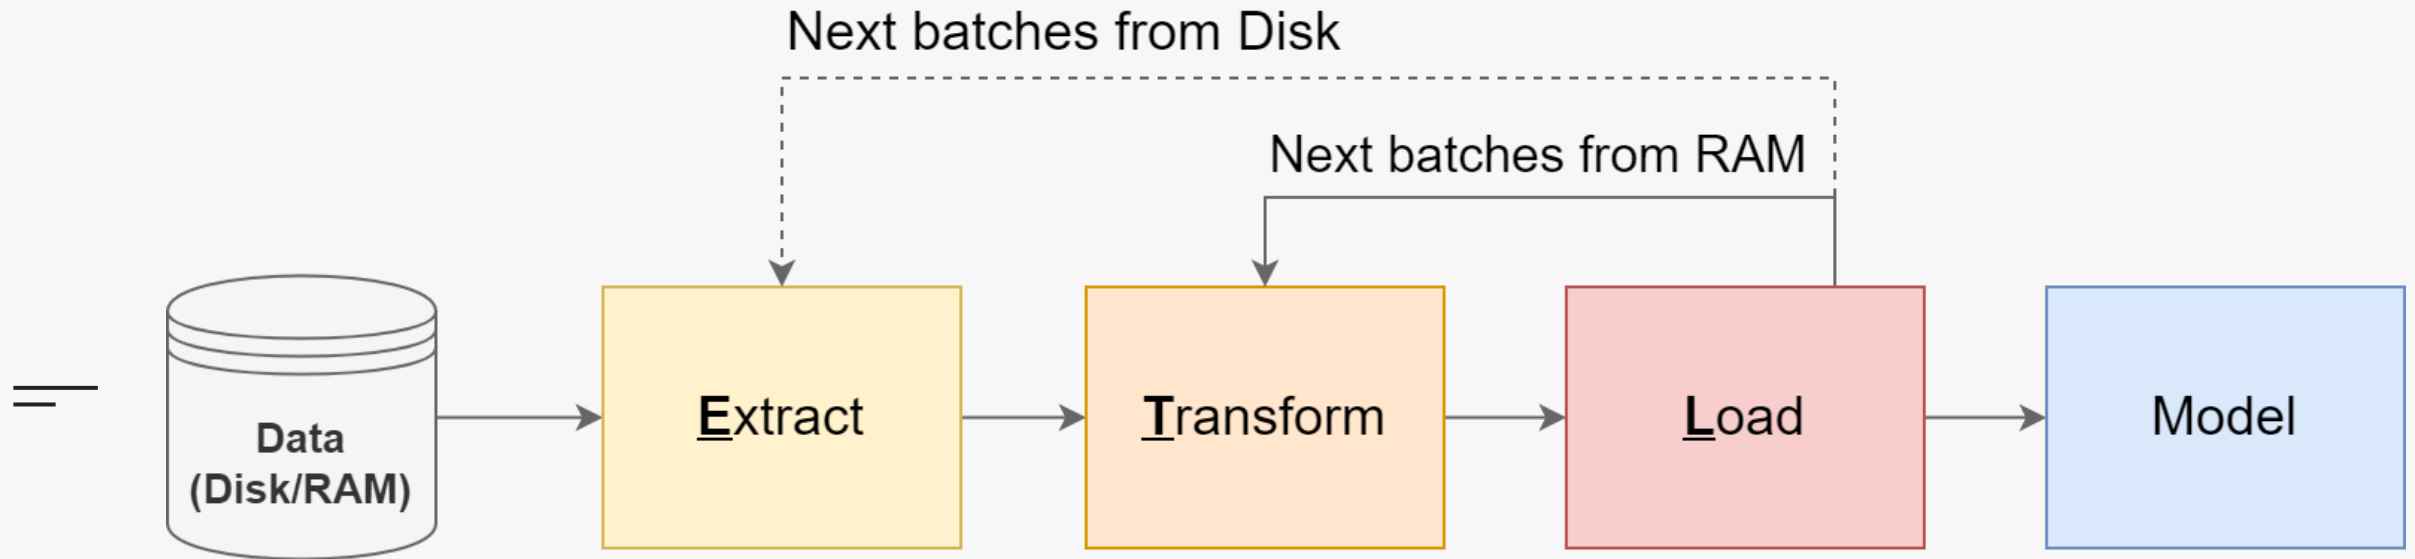 Next batches from Disk
Next batches from RAM
Data
(Disk/RAM)
Extract
Transform
Load
Model